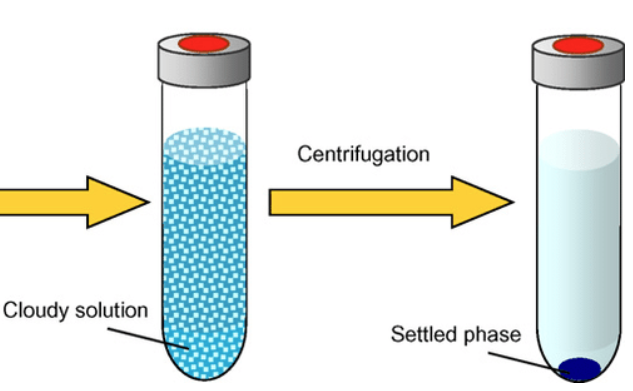 Centrifugation
Cloudy solution
Settled phase